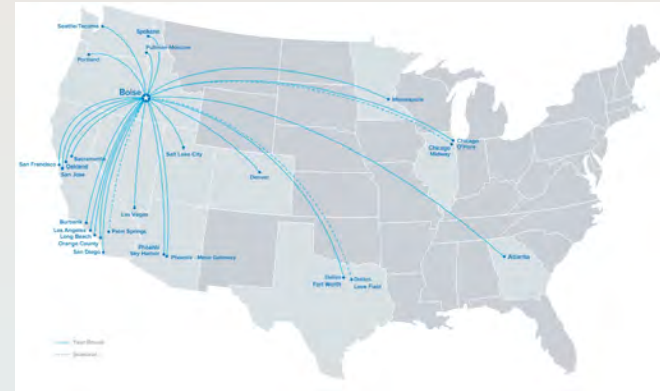 Seattle/Tacoma
Spokane
Pullman-Moscow
Portland
Boise
Minneapolis
Chicago
O'Hare
Chicago
Midway
Salt Lake City
Denver
Sacramento
San Francisco
Oakland
San Jose
Las Vegas
Burbank
Los Angeles
Long Beach
Orange County
San Diego
Palm Springs
Phoenix
Sky Harbor
Phoenix - Mesa Gateway
Dallas
Fort Worth
Dallas
Love Field
Atlanta
Year-Round
Seasonal